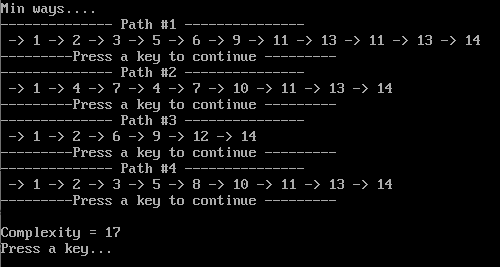 Min ways....
-------------- Path #1 ---------------
-> 1 -> 2 -> 3 -> 5 -> 6 -> 9 -> 11 -> 13 -> 11 -> 13 -> 14
---------Press a key to continue ---------
-------------- Path #2 ---------------
-> 1 -> 4 -> 7 -> 4 -> 7 -> 10 -> 11 -> 13 -> 14
---------Press a key to continue ---------
-------------- Path #3 ---------------
-> 1 -> 2 -> 6 -> 9 -> 12 -> 14
---------Press a key to continue ---------
-------------- Path #4 ---------------
-> 1 -> 2 -> 3 -> 5 -> 8 -> 10 -> 11 -> 13 -> 14
---------Press a key to continue ---------
Complexity = 17
Press a key...